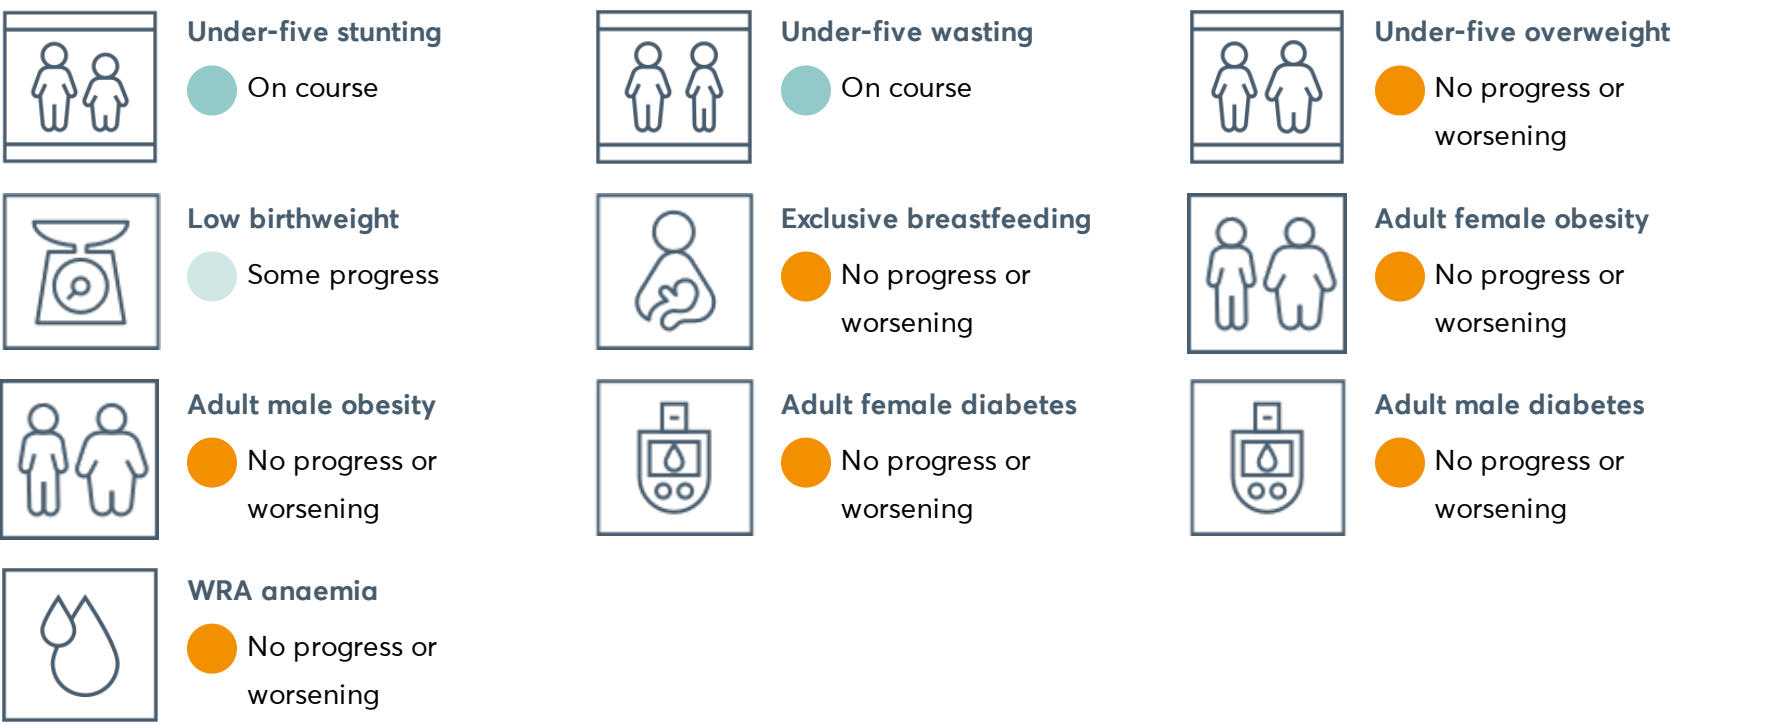 Under-five stunting
On course
Under-five wasting
On course
Under-five overweight
No progress or
worsening
Low birthweight
Some progress
Exclusive breastfeeding
No progress or
worsening
Adult female obesity
No progress or
worsening
Adult male obesity
No progress or
worsening
Adult female diabetes
No progress or
worsening
Adult male diabetes
No progress or
worsening
WRA anaemia
No progress or
worsening